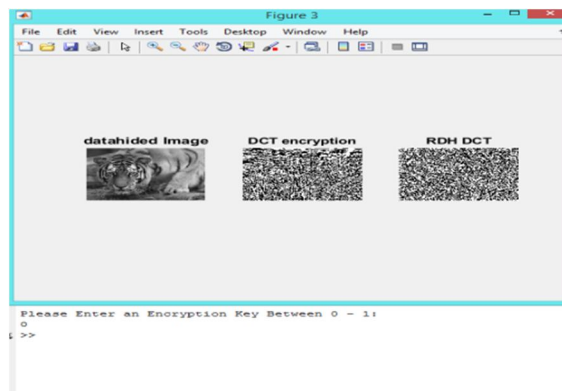 Figure 3
File Edit View Insert Tools Desktop Window Help
datahided Image DCT encryption RDH DCT
Please Enter an Encryption Key Between 0 - 1:
0
>>